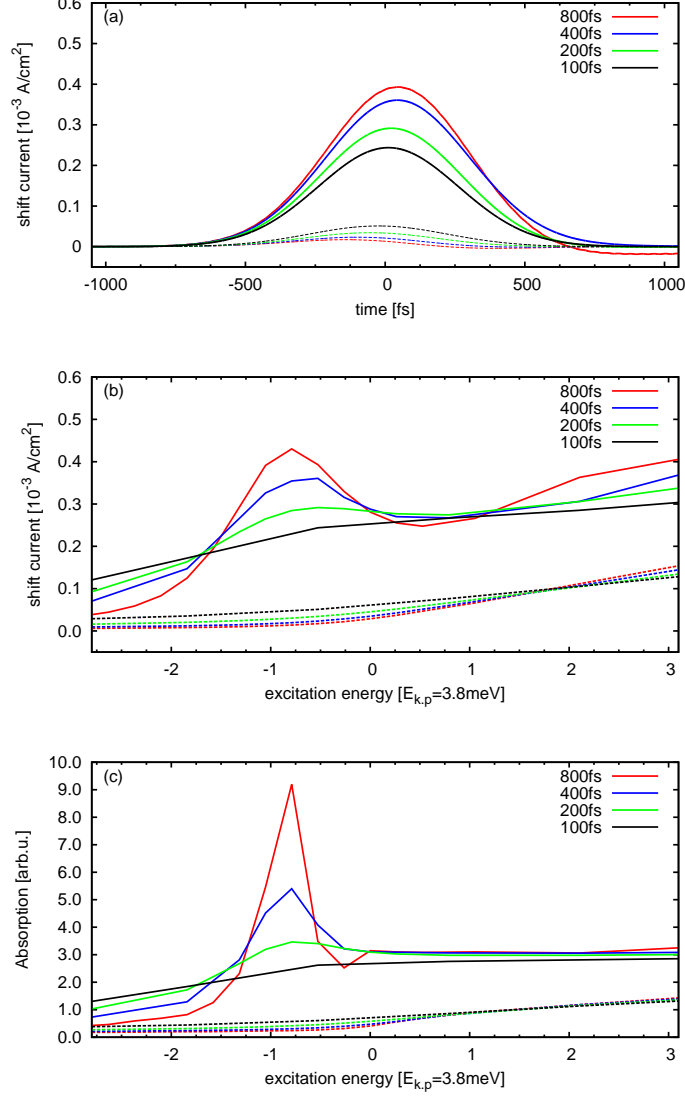 (a)
800fs
400fs
200fs
100fs
shift current [10⁻³ A/cm²]
0.6
0.5
0.4
0.3
0.2
0.1
0
-1000 -500 0 500 1000
time [fs]
(b)
800fs
400fs
200fs
100fs
shift current [10⁻³ A/cm²]
0.6
0.5
0.4
0.3
0.2
0.1
0.0
-2 -1 0 1 2 3
excitation energy [E_k.p=3.8meV]
(c)
800fs
400fs
200fs
100fs
Absorption [arb.u.]
10.0
9.0
8.0
7.0
6.0
5.0
4.0
3.0
2.0
1.0
0.0
-2 -1 0 1 2 3
excitation energy [E_k.p=3.8meV]